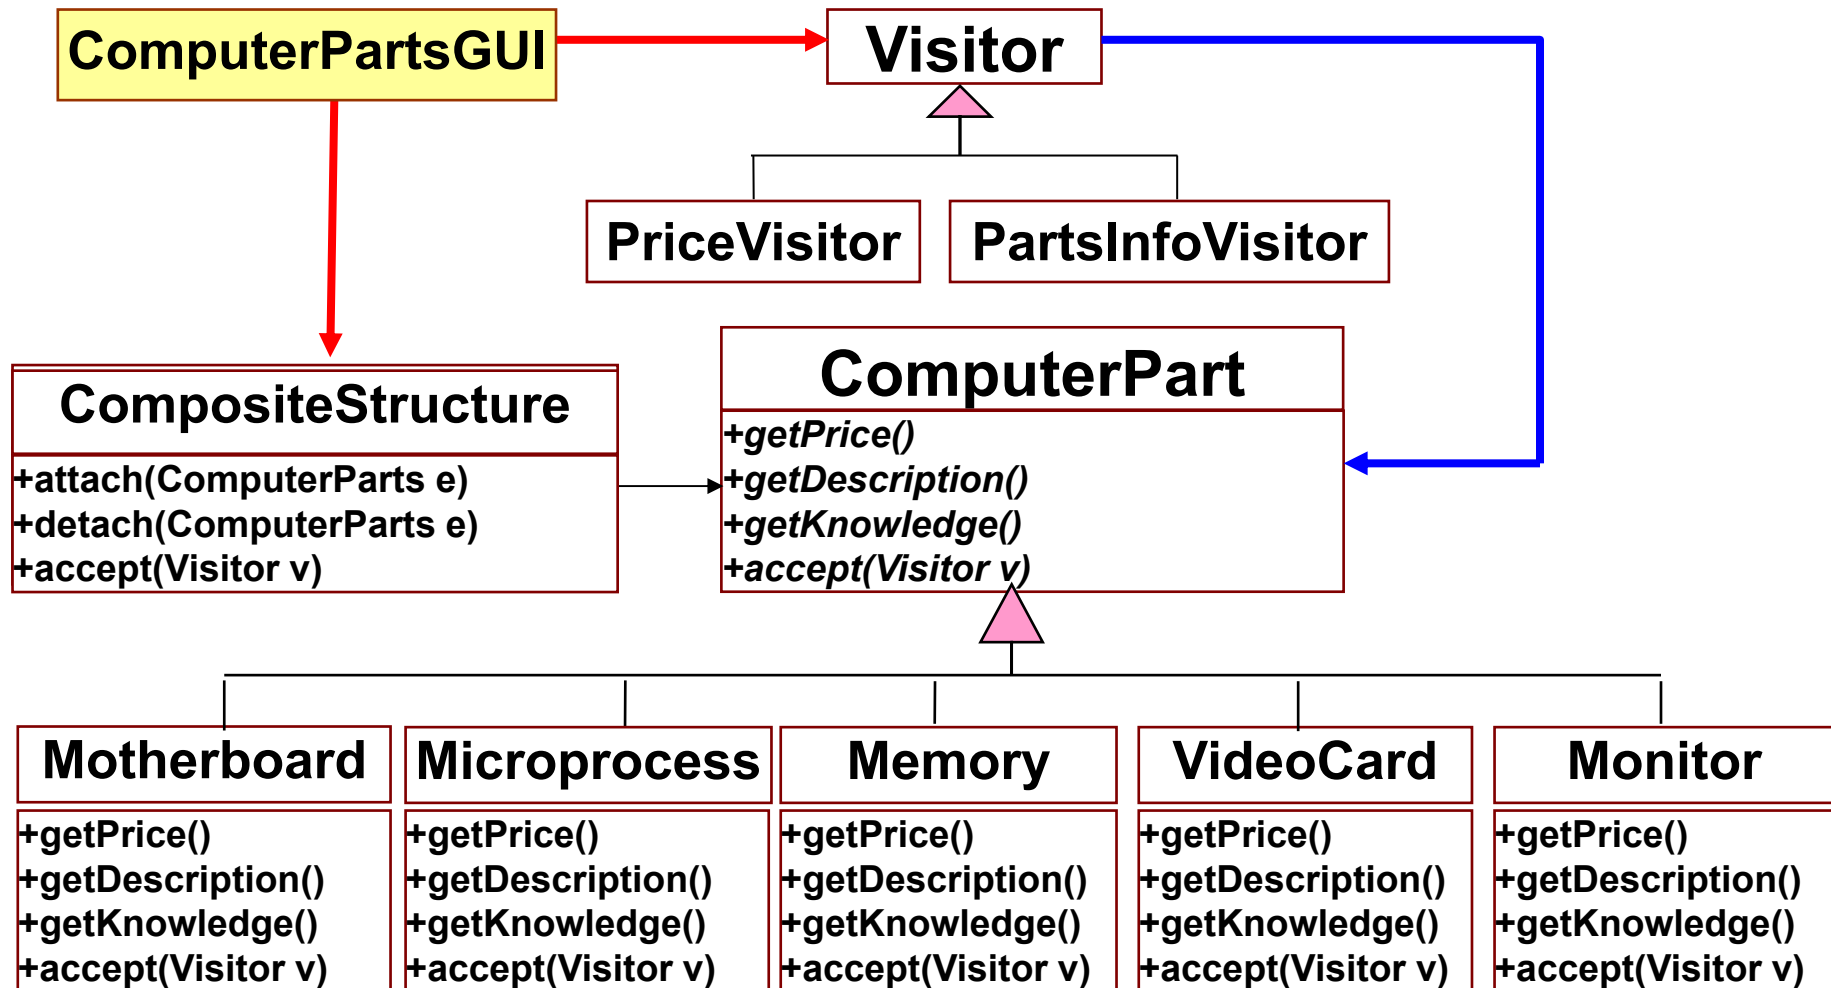 ComputerPartsGUI
Visitor
PriceVisitor
PartsInfoVisitor
CompositeStructure
+attach(ComputerParts e)
+detach(ComputerParts e)
+accept(Visitor v)
ComputerPart
+getPrice()
+getDescription()
+getKnowledge()
+accept(Visitor v)
Motherboard
+getPrice()
+getDescription()
+getKnowledge()
+accept(Visitor v)
Microprocess
+getPrice()
+getDescription()
+getKnowledge()
+accept(Visitor v)
Memory
+getPrice()
+getDescription()
+getKnowledge()
+accept(Visitor v)
VideoCard
+getPrice()
+getDescription()
+getKnowledge()
+accept(Visitor v)
Monitor
+getPrice()
+getDescription()
+getKnowledge()
+accept(Visitor v)